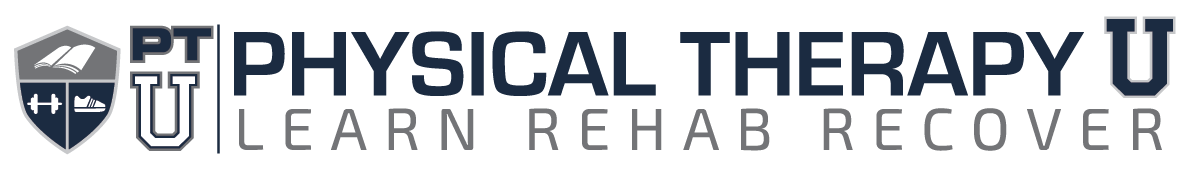 PT
U
PHYSICAL THERAPY U
LEARN REHAB RECOVER